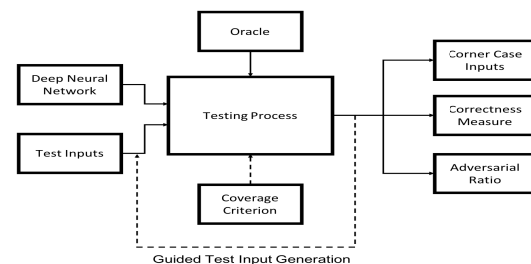 Oracle
Deep Neural
Network
Test Inputs
Testing Process
Coverage
Criterion
Corner Case
Inputs
Correctness
Measure
Adversarial
Ratio
Guided Test Input Generation